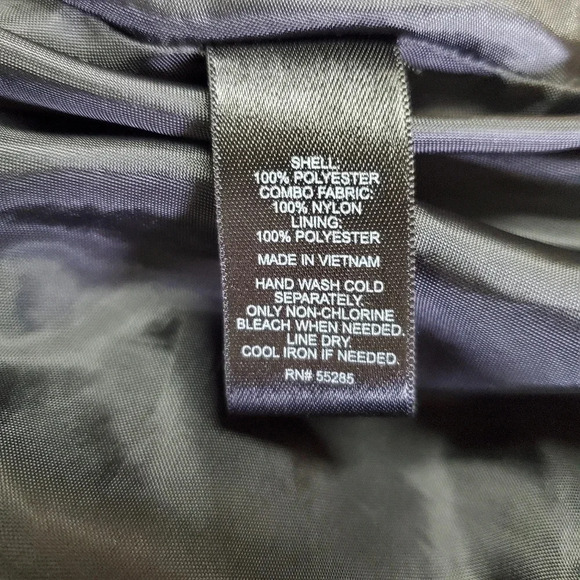 SHELL:
100% POLYESTER
COMBO FABRIC:
100% NYLON
LINING:
100% POLYESTER
MADE IN VIETNAM
HAND WASH COLD
SEPARATELY.
ONLY NON-CHLORINE
BLEACH WHEN NEEDED.
LINE DRY.
COOL IRON IF NEEDED.
RN# 55285